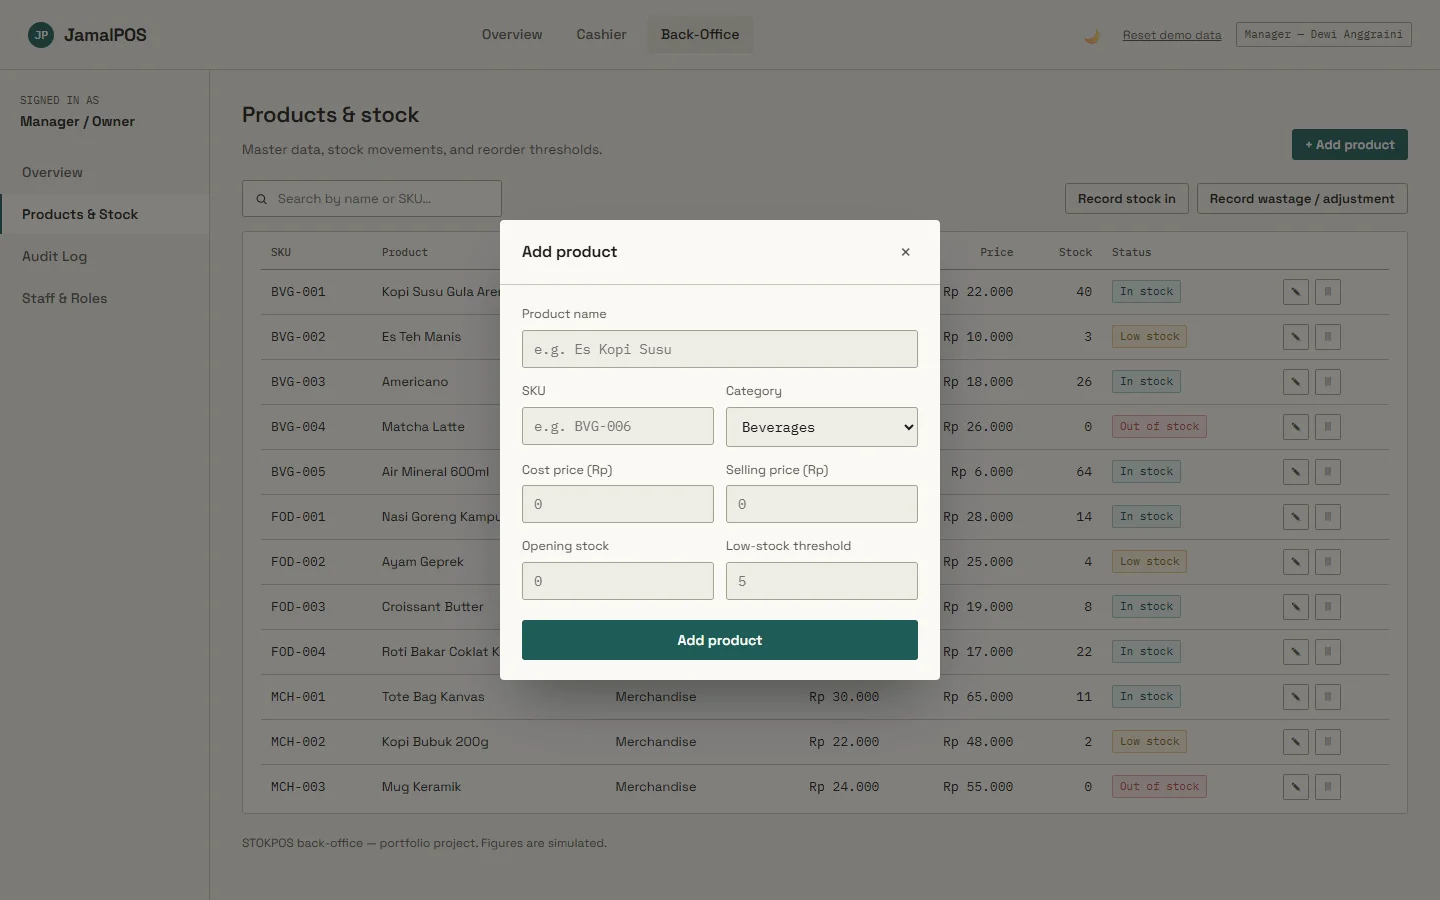 JP JamalPOS Overview Cashier Back-Office Reset demo data Manager — Dewi Anggraini
SIGNED IN AS
Manager / Owner
Overview
Products & Stock
Audit Log
Staff & Roles
Products & stock
Master data, stock movements, and reorder thresholds.
+ Add product
Search by name or SKU...
Record stock in
Record wastage / adjustment
SKU Product Price Stock Status
BVG-001 Kopi Susu Gula Aren Rp 22.000 40 In stock
BVG-002 Es Teh Manis Rp 10.000 3 Low stock
BVG-003 Americano Rp 18.000 26 In stock
BVG-004 Matcha Latte Rp 26.000 0 Out of stock
BVG-005 Air Mineral 600ml Rp 6.000 64 In stock
FOD-001 Nasi Goreng Kampu Rp 28.000 14 In stock
FOD-002 Ayam Geprek Rp 25.000 4 Low stock
FOD-003 Croissant Butter Rp 19.000 8 In stock
FOD-004 Roti Bakar Coklat K Rp 17.000 22 In stock
MCH-001 Tote Bag Kanvas Merchandise Rp 30.000 Rp 65.000 11 In stock
MCH-002 Kopi Bubuk 200g Merchandise Rp 22.000 Rp 48.000 2 Low stock
MCH-003 Mug Keramik Merchandise Rp 24.000 Rp 55.000 0 Out of stock
STOKPOS back-office — portfolio project. Figures are simulated.
Add product ×
Product name
e.g. Es Kopi Susu
SKU Category
e.g. BVG-006 Beverages
Cost price (Rp) Selling price (Rp)
0 0
Opening stock Low-stock threshold
0 5
Add product